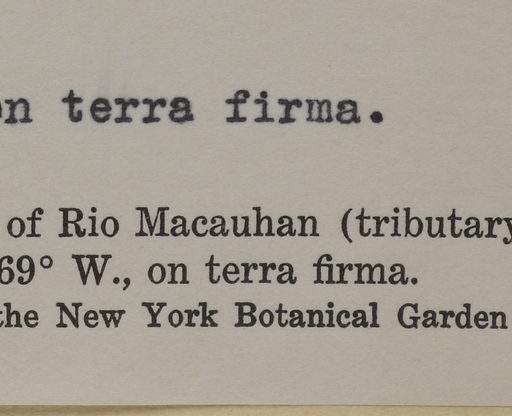 on terra firma.
of Rio Macauhan (tributary
69° W., on terra firma.
the New York Botanical Garden